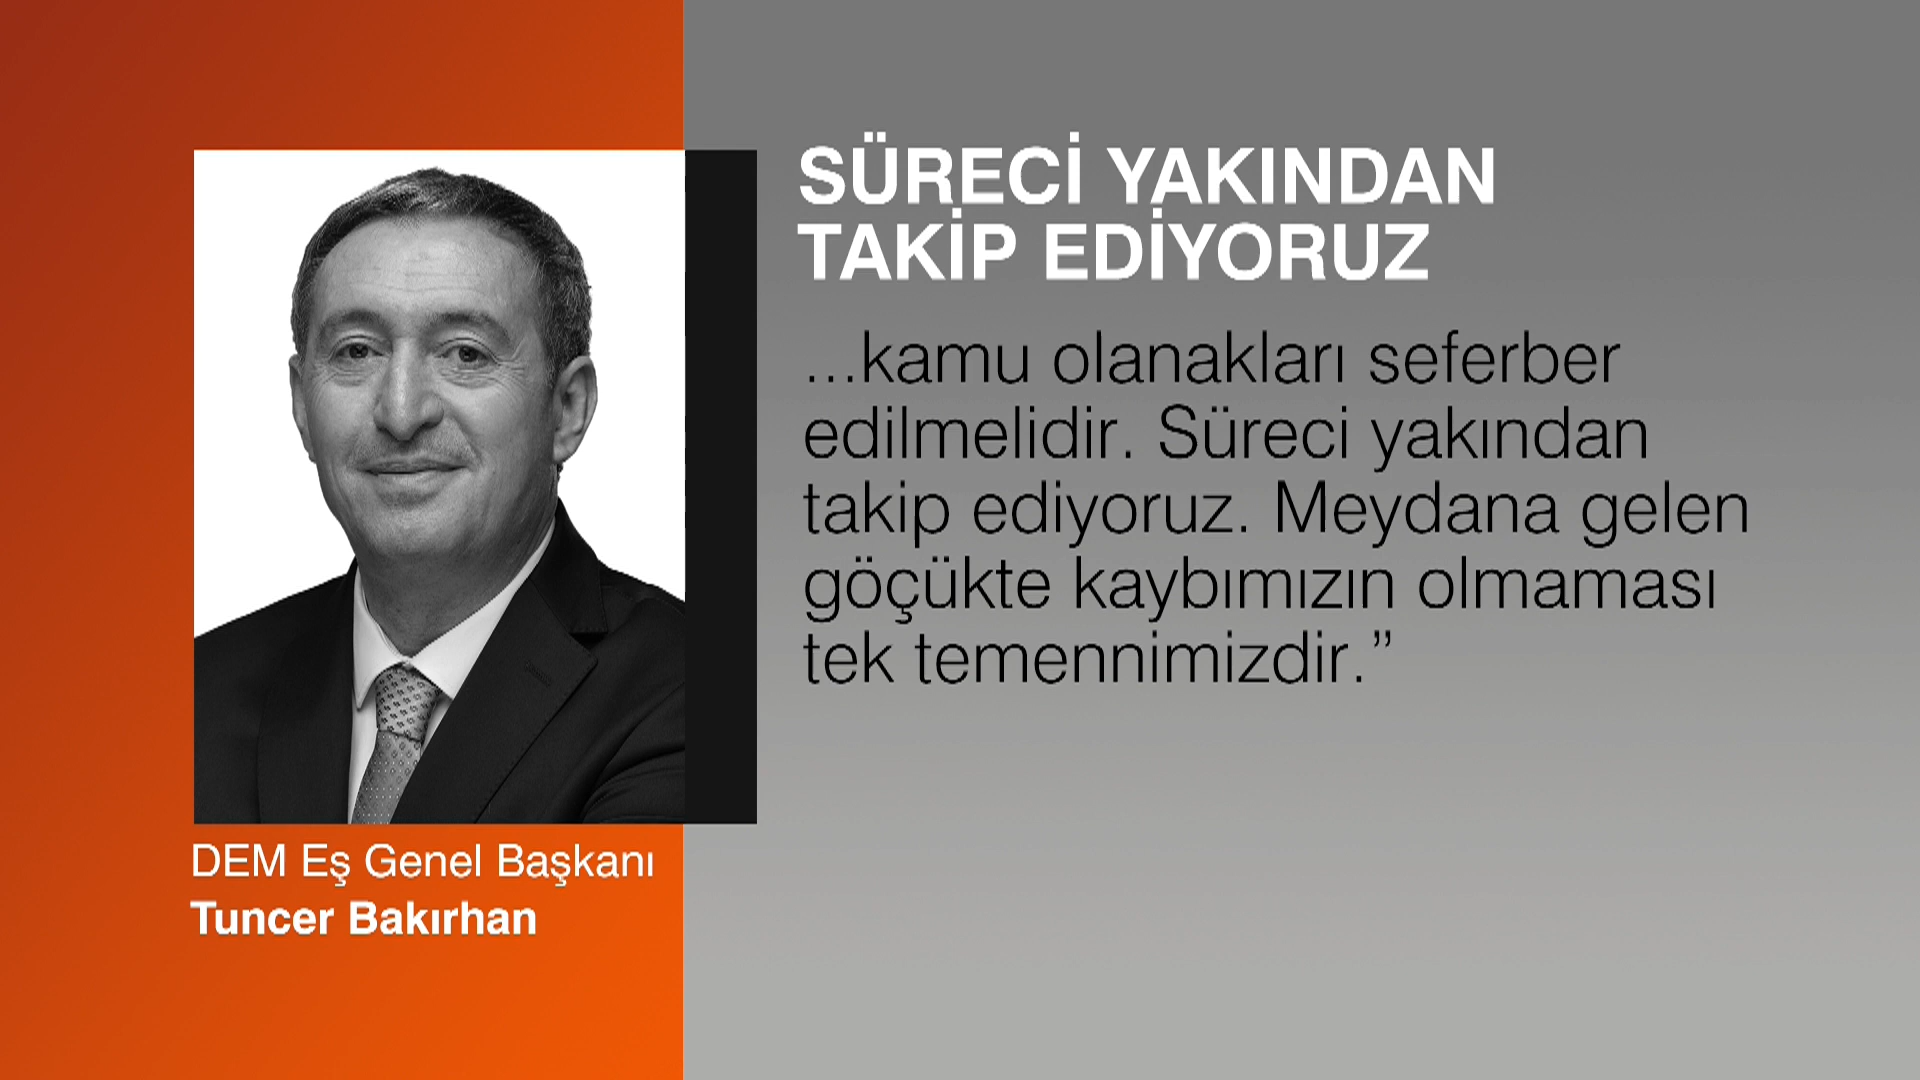 SÜRECİ YAKINDAN
TAKİP EDİYORUZ
...kamu olanakları seferber
edilmelidir. Süreci yakından
takip ediyoruz. Meydana gelen
göçükte kaybımızın olmaması
tek temennimizdir.”
DEM Eş Genel Başkanı
Tuncer Bakırhan